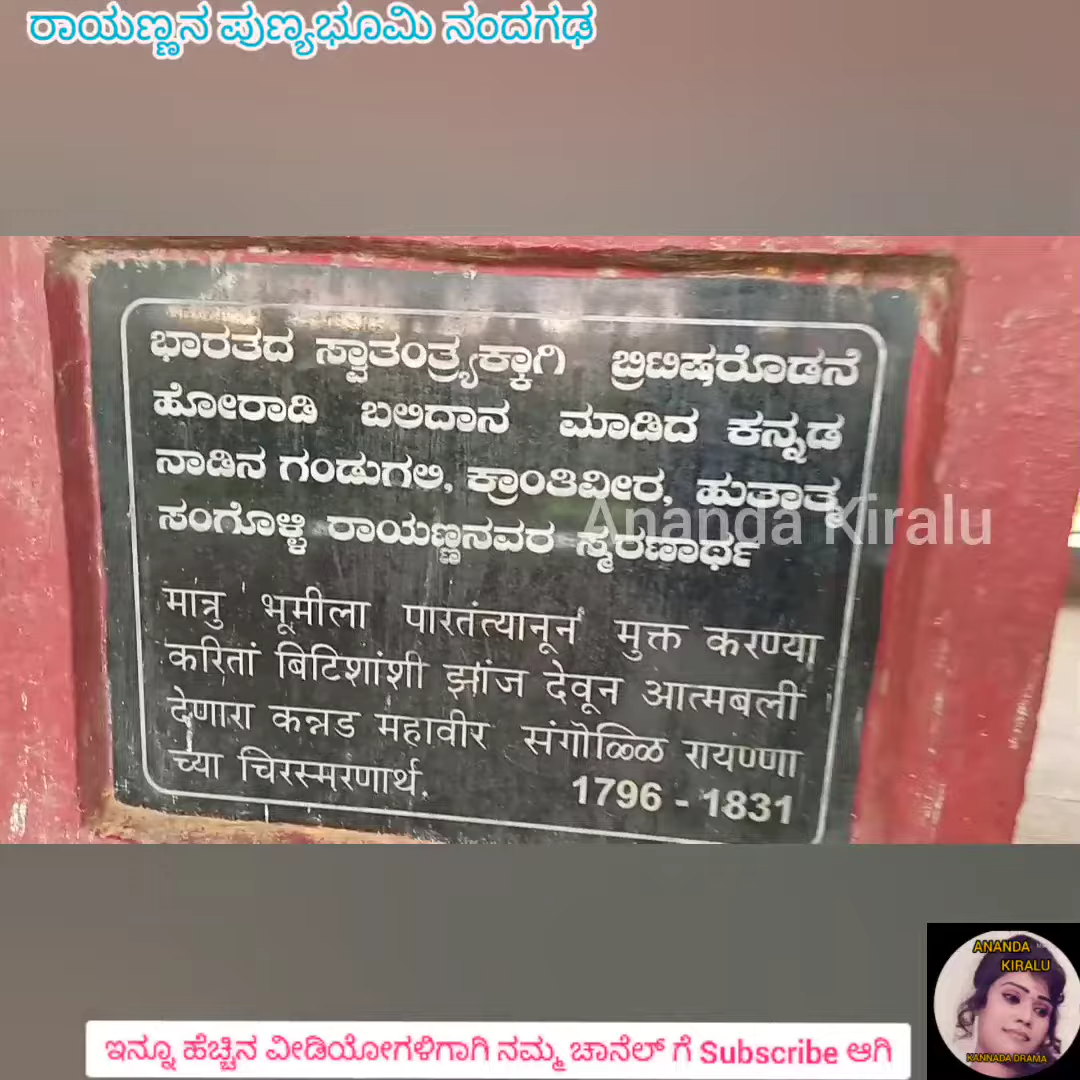 ರಾಯಣ್ಣನ ಪುಣ್ಯಭೂಮಿ ನಂದಗಢ
ಭಾರತದ ಸ್ವಾತಂತ್ರ್ಯಕ್ಕಾಗಿ ಬ್ರಿಟಿಷರೊಡನೆ
ಹೋರಾಡಿ ಬಲಿದಾನ ಮಾಡಿದ ಕನ್ನಡ
ನಾಡಿನ ಗಂಡುಗಲಿ, ಕ್ರಾಂತಿವೀರ, ಹುತಾತ್ಮ
ಸಂಗೊಳ್ಳಿ ರಾಯಣ್ಣನವರ ಸ್ಮರಣಾರ್ಥ
Ananda Kiralu
मात्रु भूमीला पारतंत्यानून मुक्त करण्या
करितां बिटिशांशी झांज देवून आत्मबली
देणारा कन्नड महावीर संगॊळ्ळि रायण्णा
च्या चिरस्मरणार्थ. 1796 - 1831
ANANDA
KIRALU
KANNADA DRAMA
ಇನ್ನೂ ಹೆಚ್ಚಿನ ವೀಡಿಯೋಗಳಿಗಾಗಿ ನಮ್ಮ ಚಾನೆಲ್ ಗೆ Subscribe ಆಗಿ